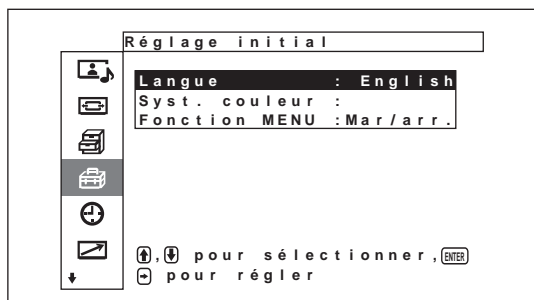 Réglage initial
Langue : English
Syst. couleur :
Fonction MENU :Mar/arr.
↑,↓ pour sélectionner, ENTER
→ pour régler